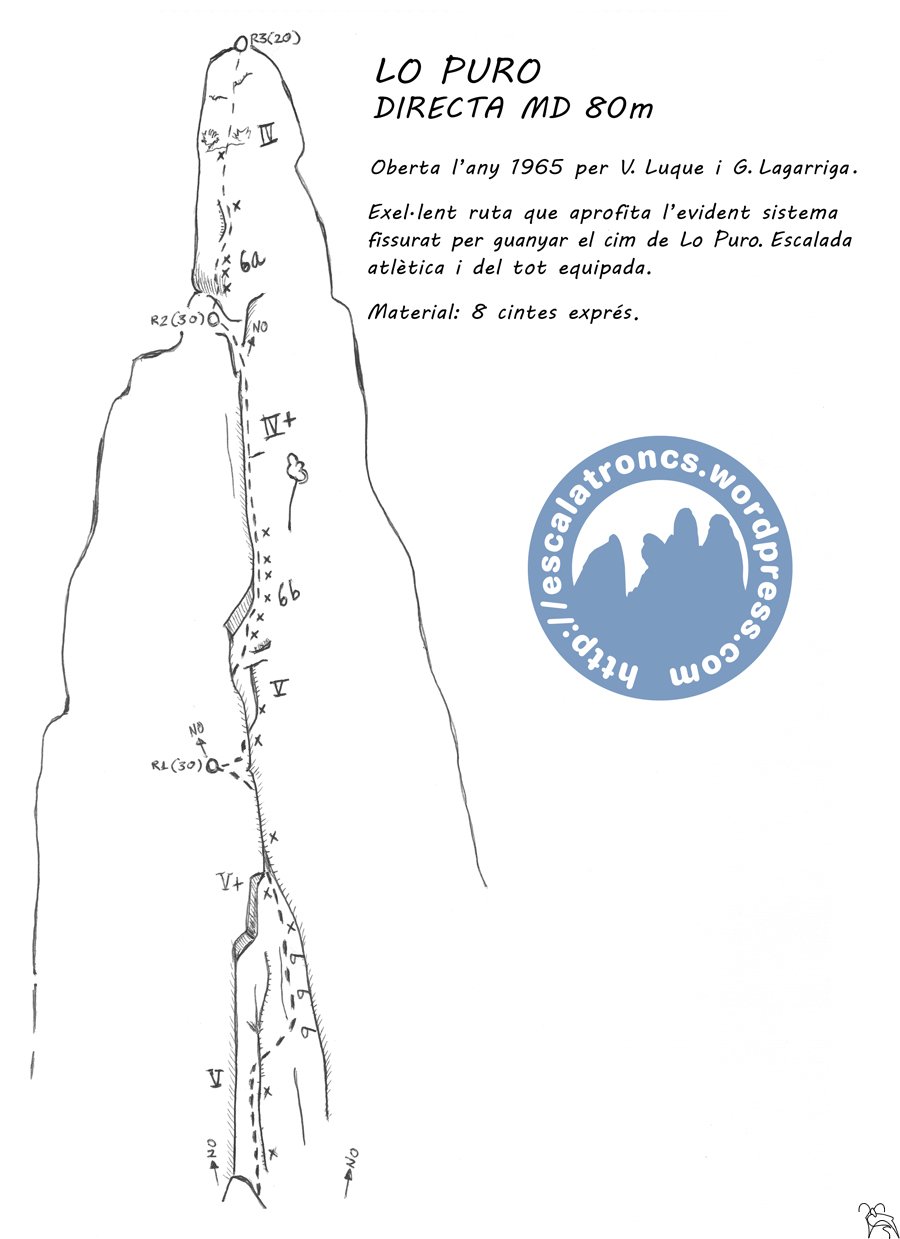 R3(20)
LO PURO
DIRECTA MD 80m
Oberta l'any 1965 per V. Luque i G. Lagarriga.
Exel·lent ruta que aprofita l'evident sistema
fissurat per guanyar el cim de Lo Puro. Escalada
atlètica i del tot equipada.
Material: 8 cintes exprés.
IV
6a
R2(30)
NO
IV+
6b
V
NO
R1(30)
V+
V
NO
NO
http://escalatroncs.wordpress.com